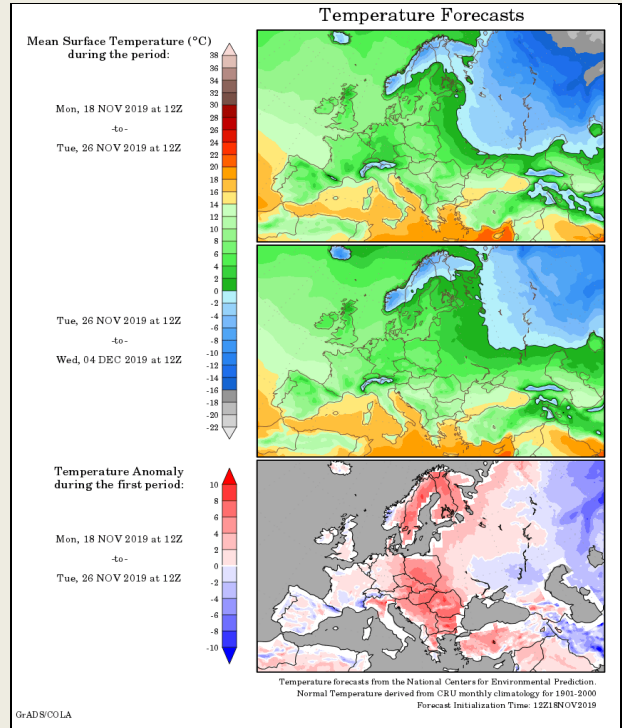 Temperature Forecasts
Mean Surface Temperature (°C)
during the period:
Mon, 18 NOV 2019 at 12Z
-to-
Tue, 26 NOV 2019 at 12Z
38
36
34
32
30
28
26
24
22
20
18
16
14
12
10
8
6
4
2
0
-2
-4
-6
-8
-10
-12
-14
-16
-18
-20
-22
Tue, 26 NOV 2019 at 12Z
-to-
Wed, 04 DEC 2019 at 12Z
Temperature Anomaly
during the first period:
Mon, 18 NOV 2019 at 12Z
-to-
Tue, 26 NOV 2019 at 12Z
10
8
6
4
2
0
-2
-4
-6
-8
-10
Temperature forecasts from the National Centers for Environmental Prediction.
Normal Temperature derived from CRU monthly climatology for 1901-2000
Forecast Initialization Time: 12Z18NOV2019
GrADS/COLA